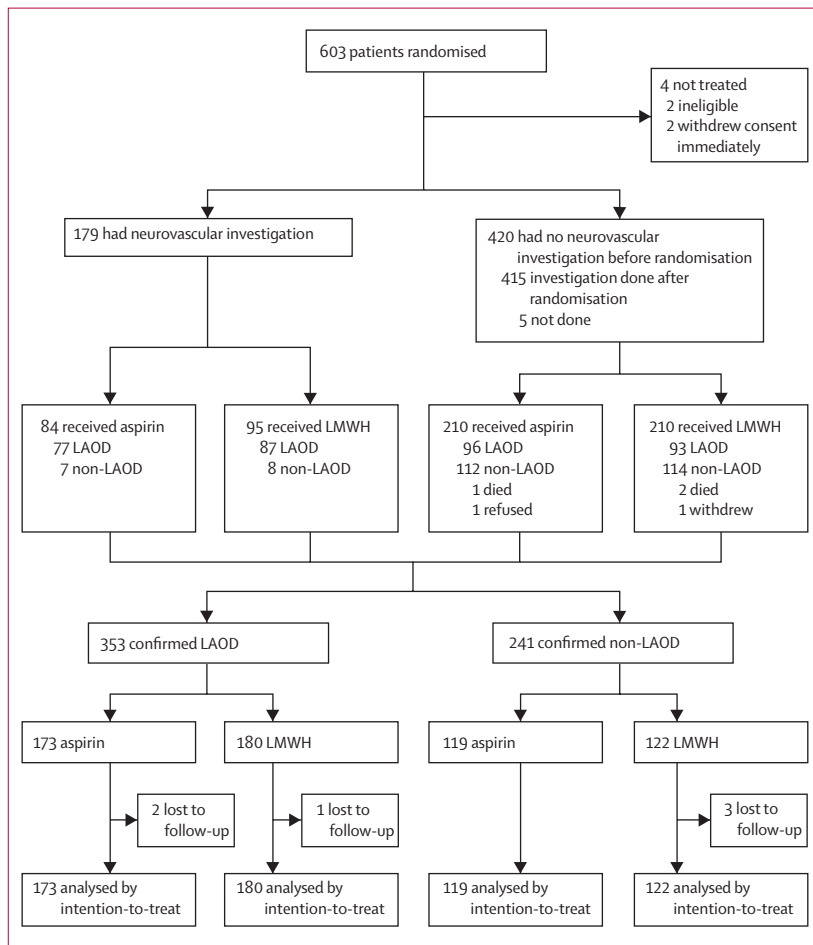 603 patients randomised
4 not treated
2 ineligible
2 withdrew consent
immediately
179 had neurovascular investigation
420 had no neurovascular
investigation before randomisation
415 investigation done after
randomisation
5 not done
84 received aspirin
77 LAOD
7 non-LAOD
95 received LMWH
87 LAOD
8 non-LAOD
210 received aspirin
96 LAOD
112 non-LAOD
1 died
1 refused
210 received LMWH
93 LAOD
114 non-LAOD
2 died
1 withdrew
353 confirmed LAOD
241 confirmed non-LAOD
173 aspirin
180 LMWH
119 aspirin
122 LMWH
2 lost to
follow-up
1 lost to
follow-up
3 lost to
follow-up
173 analysed by
intention-to-treat
180 analysed by
intention-to-treat
119 analysed by
intention-to-treat
122 analysed by
intention-to-treat